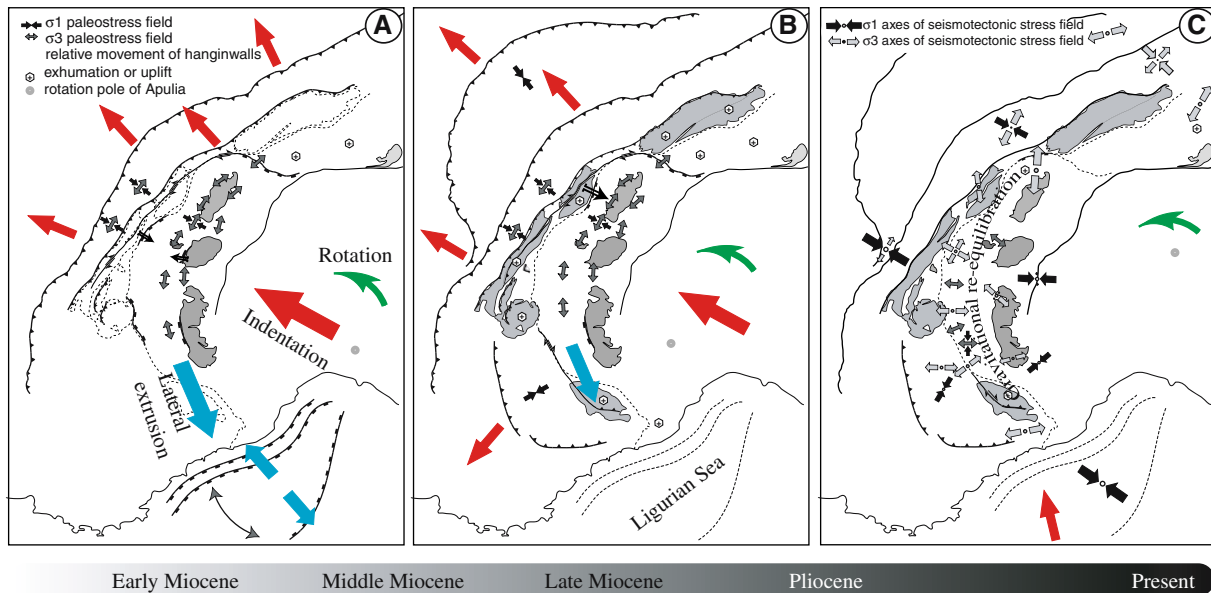 σ1 paleostress field
σ3 paleostress field
relative movement of hanginwalls
exhumation or uplift
rotation pole of Apulia
A
Rotation
Indentation
Lateral
extrusion
B
Ligurian Sea
σ1 axes of seismotectonic stress field
σ3 axes of seismotectonic stress field
C
Gravitational re-equilibration
Early Miocene Middle Miocene Late Miocene Pliocene Present